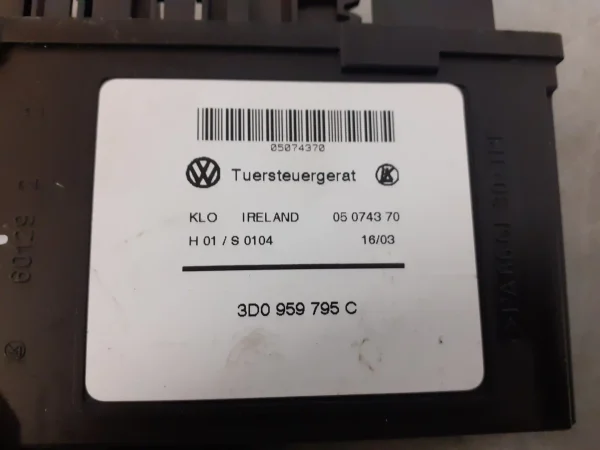 05074370
Tuersteuergerat
KLO IRELAND 05 0743 70
H 01 / S 0104 16/03
3D0 959 795 C